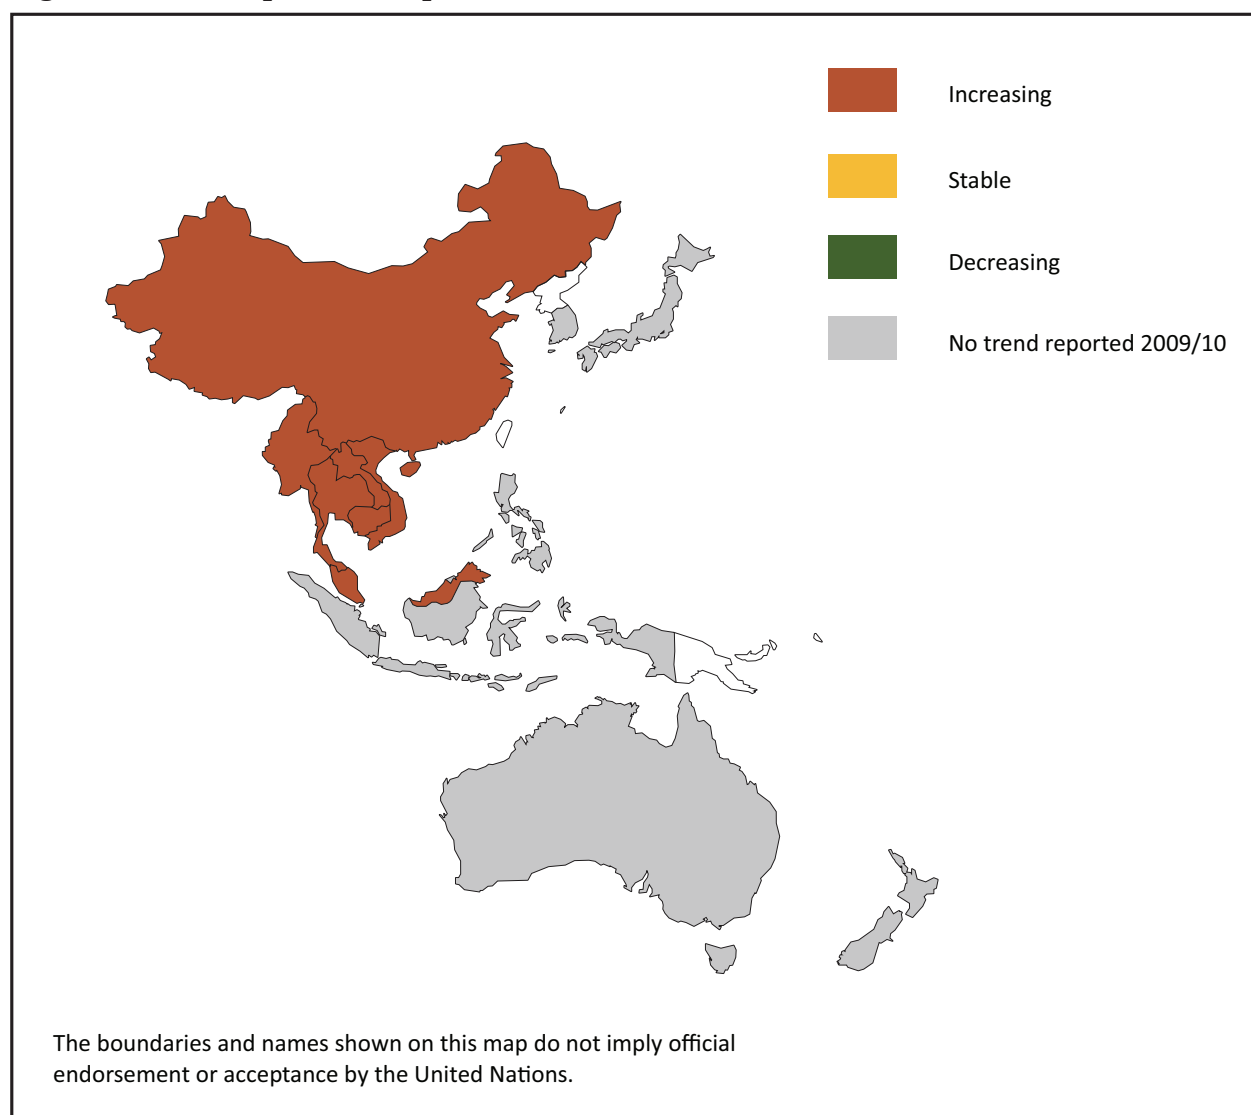 Increasing
Stable
Decreasing
No trend reported 2009/10
The boundaries and names shown on this map do not imply official
endorsement or acceptance by the United Nations.